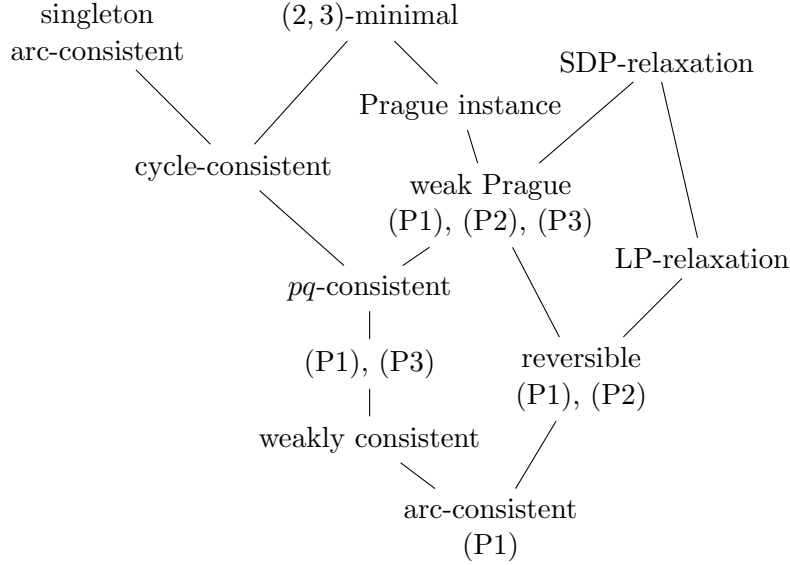 singleton
arc-consistent
(2, 3)-minimal
SDP-relaxation
Prague instance
cycle-consistent
weak Prague
(P1), (P2), (P3)
LP-relaxation
pq-consistent
(P1), (P3)
reversible
(P1), (P2)
weakly consistent
arc-consistent
(P1)